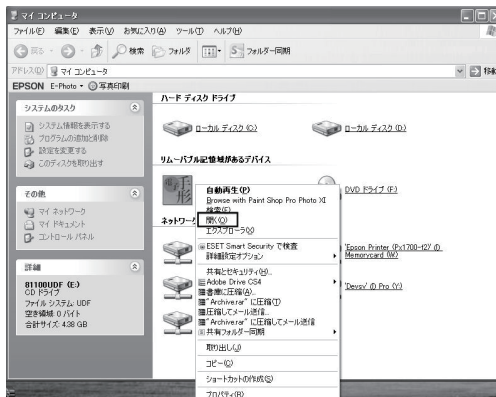 マイ コンピュータ
ファイル(F) 編集(E) 表示(V) お気に入り(A) ツール(T) ヘルプ(H)
戻る 検索 フォルダ フォルダ同期
アドレス(D) マイ コンピュータ 移動
EPSON E-Photo 写真印刷
システムのタスク
システム情報を表示する
プログラムの追加と削除
設定を変更する
このディスクを取り出す
その他
マイ ネットワーク
マイ ドキュメント
コントロール パネル
詳細
81100UDF (E:)
CD ドライブ
ファイル システム: UDF
空き領域: 0 バイト
合計サイズ: 4.38 GB
ハード ディスク ドライブ
ローカル ディスク (C:) ローカル ディスク (D:)
リムーバブル記憶域があるデバイス
DVD ドライブ (F:)
ネットワーク
'Epson Printer (Px1700-f2)' の
Memorycard (W:)
'Devsv' の Pro (Y:)
自動再生(P)
Browse with Paint Shop Pro Photo XI
検索(E)
開く(O)
エクスプローラ(X)
ESET Smart Security で検査
詳細設定オプション
共有とセキュリティ(H)...
Adobe Drive CS4
書庫に圧縮(A)...
"Archive.rar" に圧縮(T)
圧縮してメール送信...
"Archive.rar" に圧縮してメール送信
共有フォルダー同期
取り出し(J)
コピー(C)
ショートカットの作成(S)
プロパティ(R)